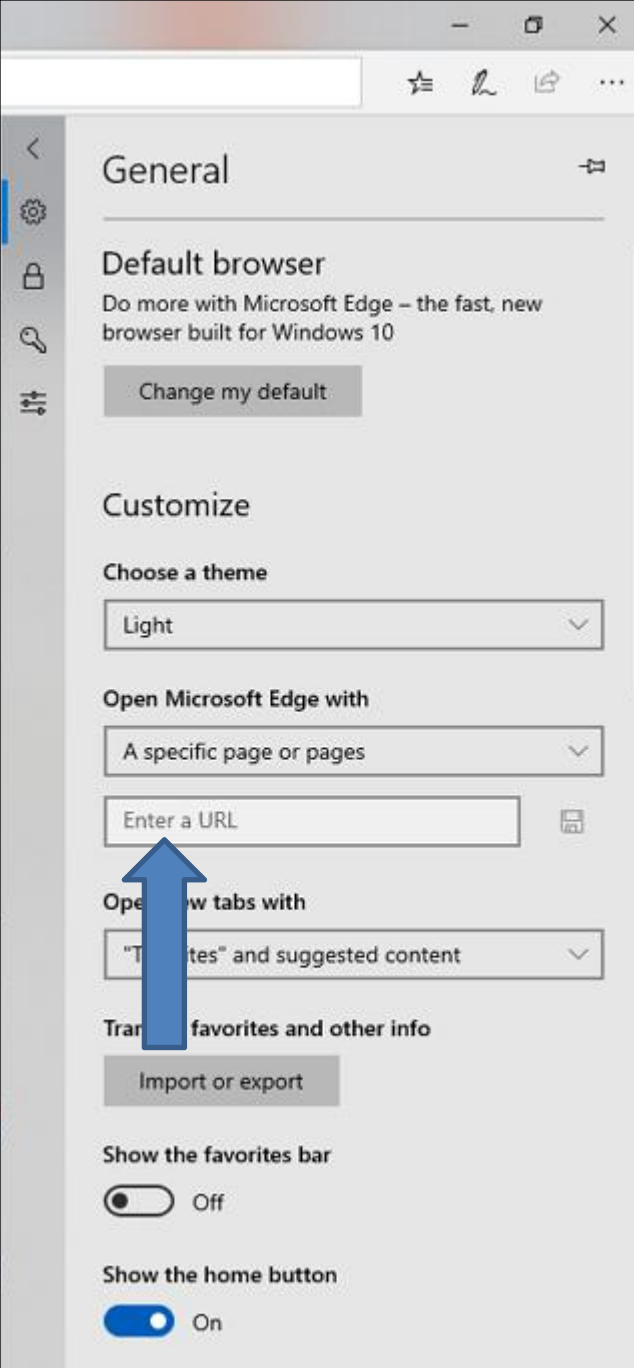 General
Default browser
Do more with Microsoft Edge – the fast, new
browser built for Windows 10
Change my default
Customize
Choose a theme
Light
Open Microsoft Edge with
A specific page or pages
Enter a URL
tabs with
and suggested content
favorites and other info
Import or export
Show the favorites bar
Off
Show the home button
On